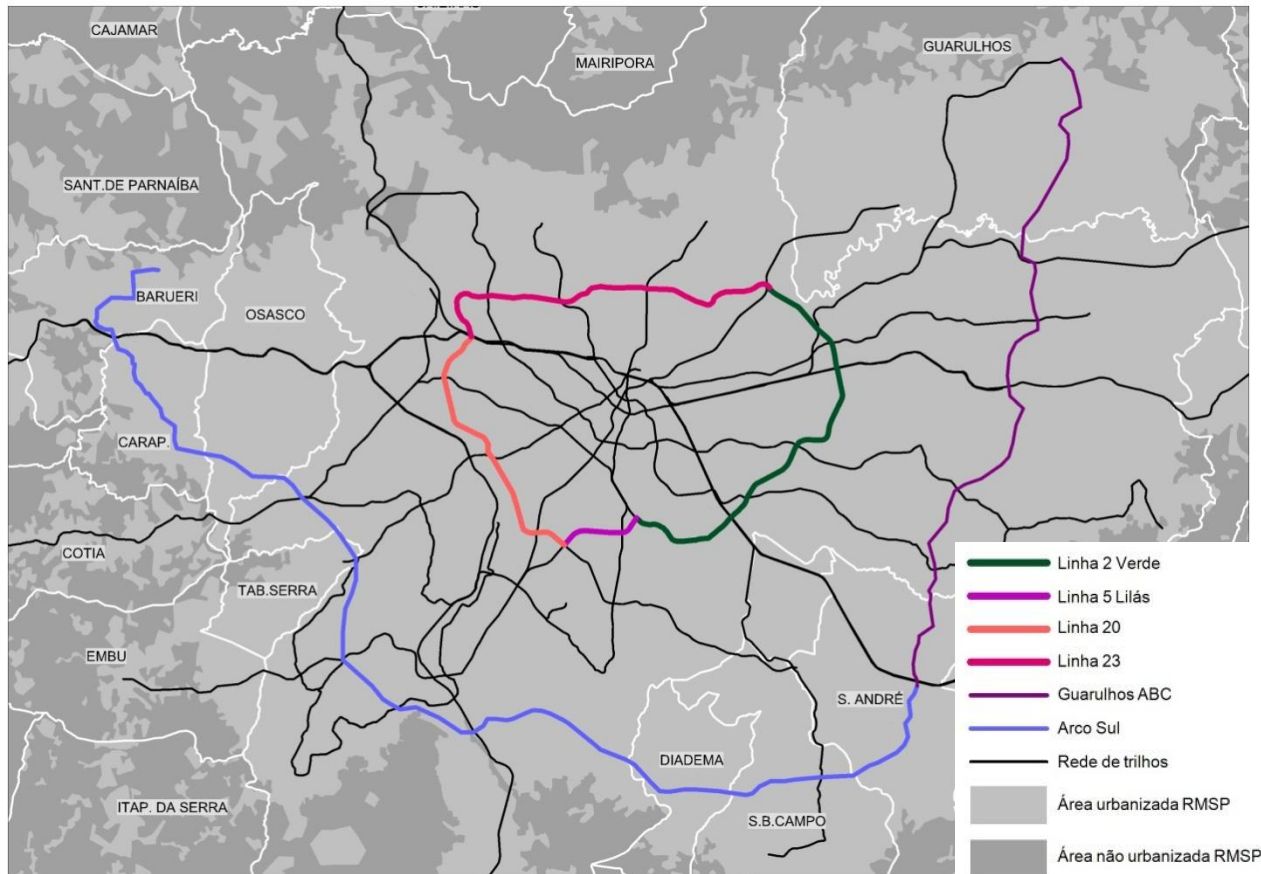 CAJAMAR
MAIRIPORA
GUARULHOS
SANT.DE PARNAÍBA
BARUERI
OSASCO
CARAP.
COTIA
TAB.SERRA
EMBU
S. ANDRÉ
DIADEMA
ITAP. DA SERRA
S.B.CAMPO
Linha 2 Verde
Linha 5 Lilás
Linha 20
Linha 23
Guarulhos ABC
Arco Sul
Rede de trilhos
Área urbanizada RMSP
Área não urbanizada RMSP